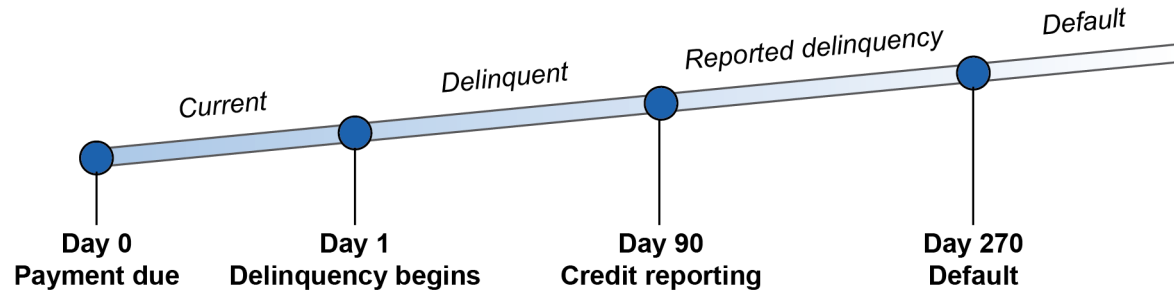 Current
Delinquent
Reported delinquency
Default
Day 0
Payment due
Day 1
Delinquency begins
Day 90
Credit reporting
Day 270
Default